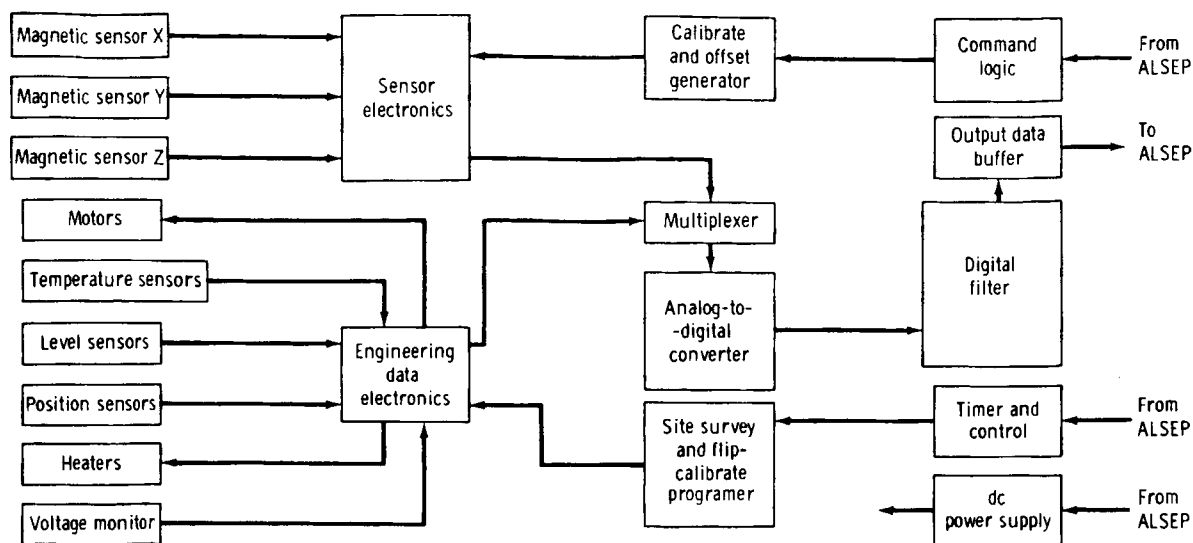 Magnetic sensor X
Magnetic sensor Y
Magnetic sensor Z
Motors
Temperature sensors
Level sensors
Position sensors
Heaters
Voltage monitor
Sensor
electronics
Engineering
data
electronics
Calibrate
and offset
generator
Multiplexer
Analog-to-
-digital
converter
Site survey
and flip-
calibrate
programer
Command
logic
Output data
buffer
Digital
filter
Timer and
control
dc
power supply
From
ALSEP
To
ALSEP
From
ALSEP
From
ALSEP